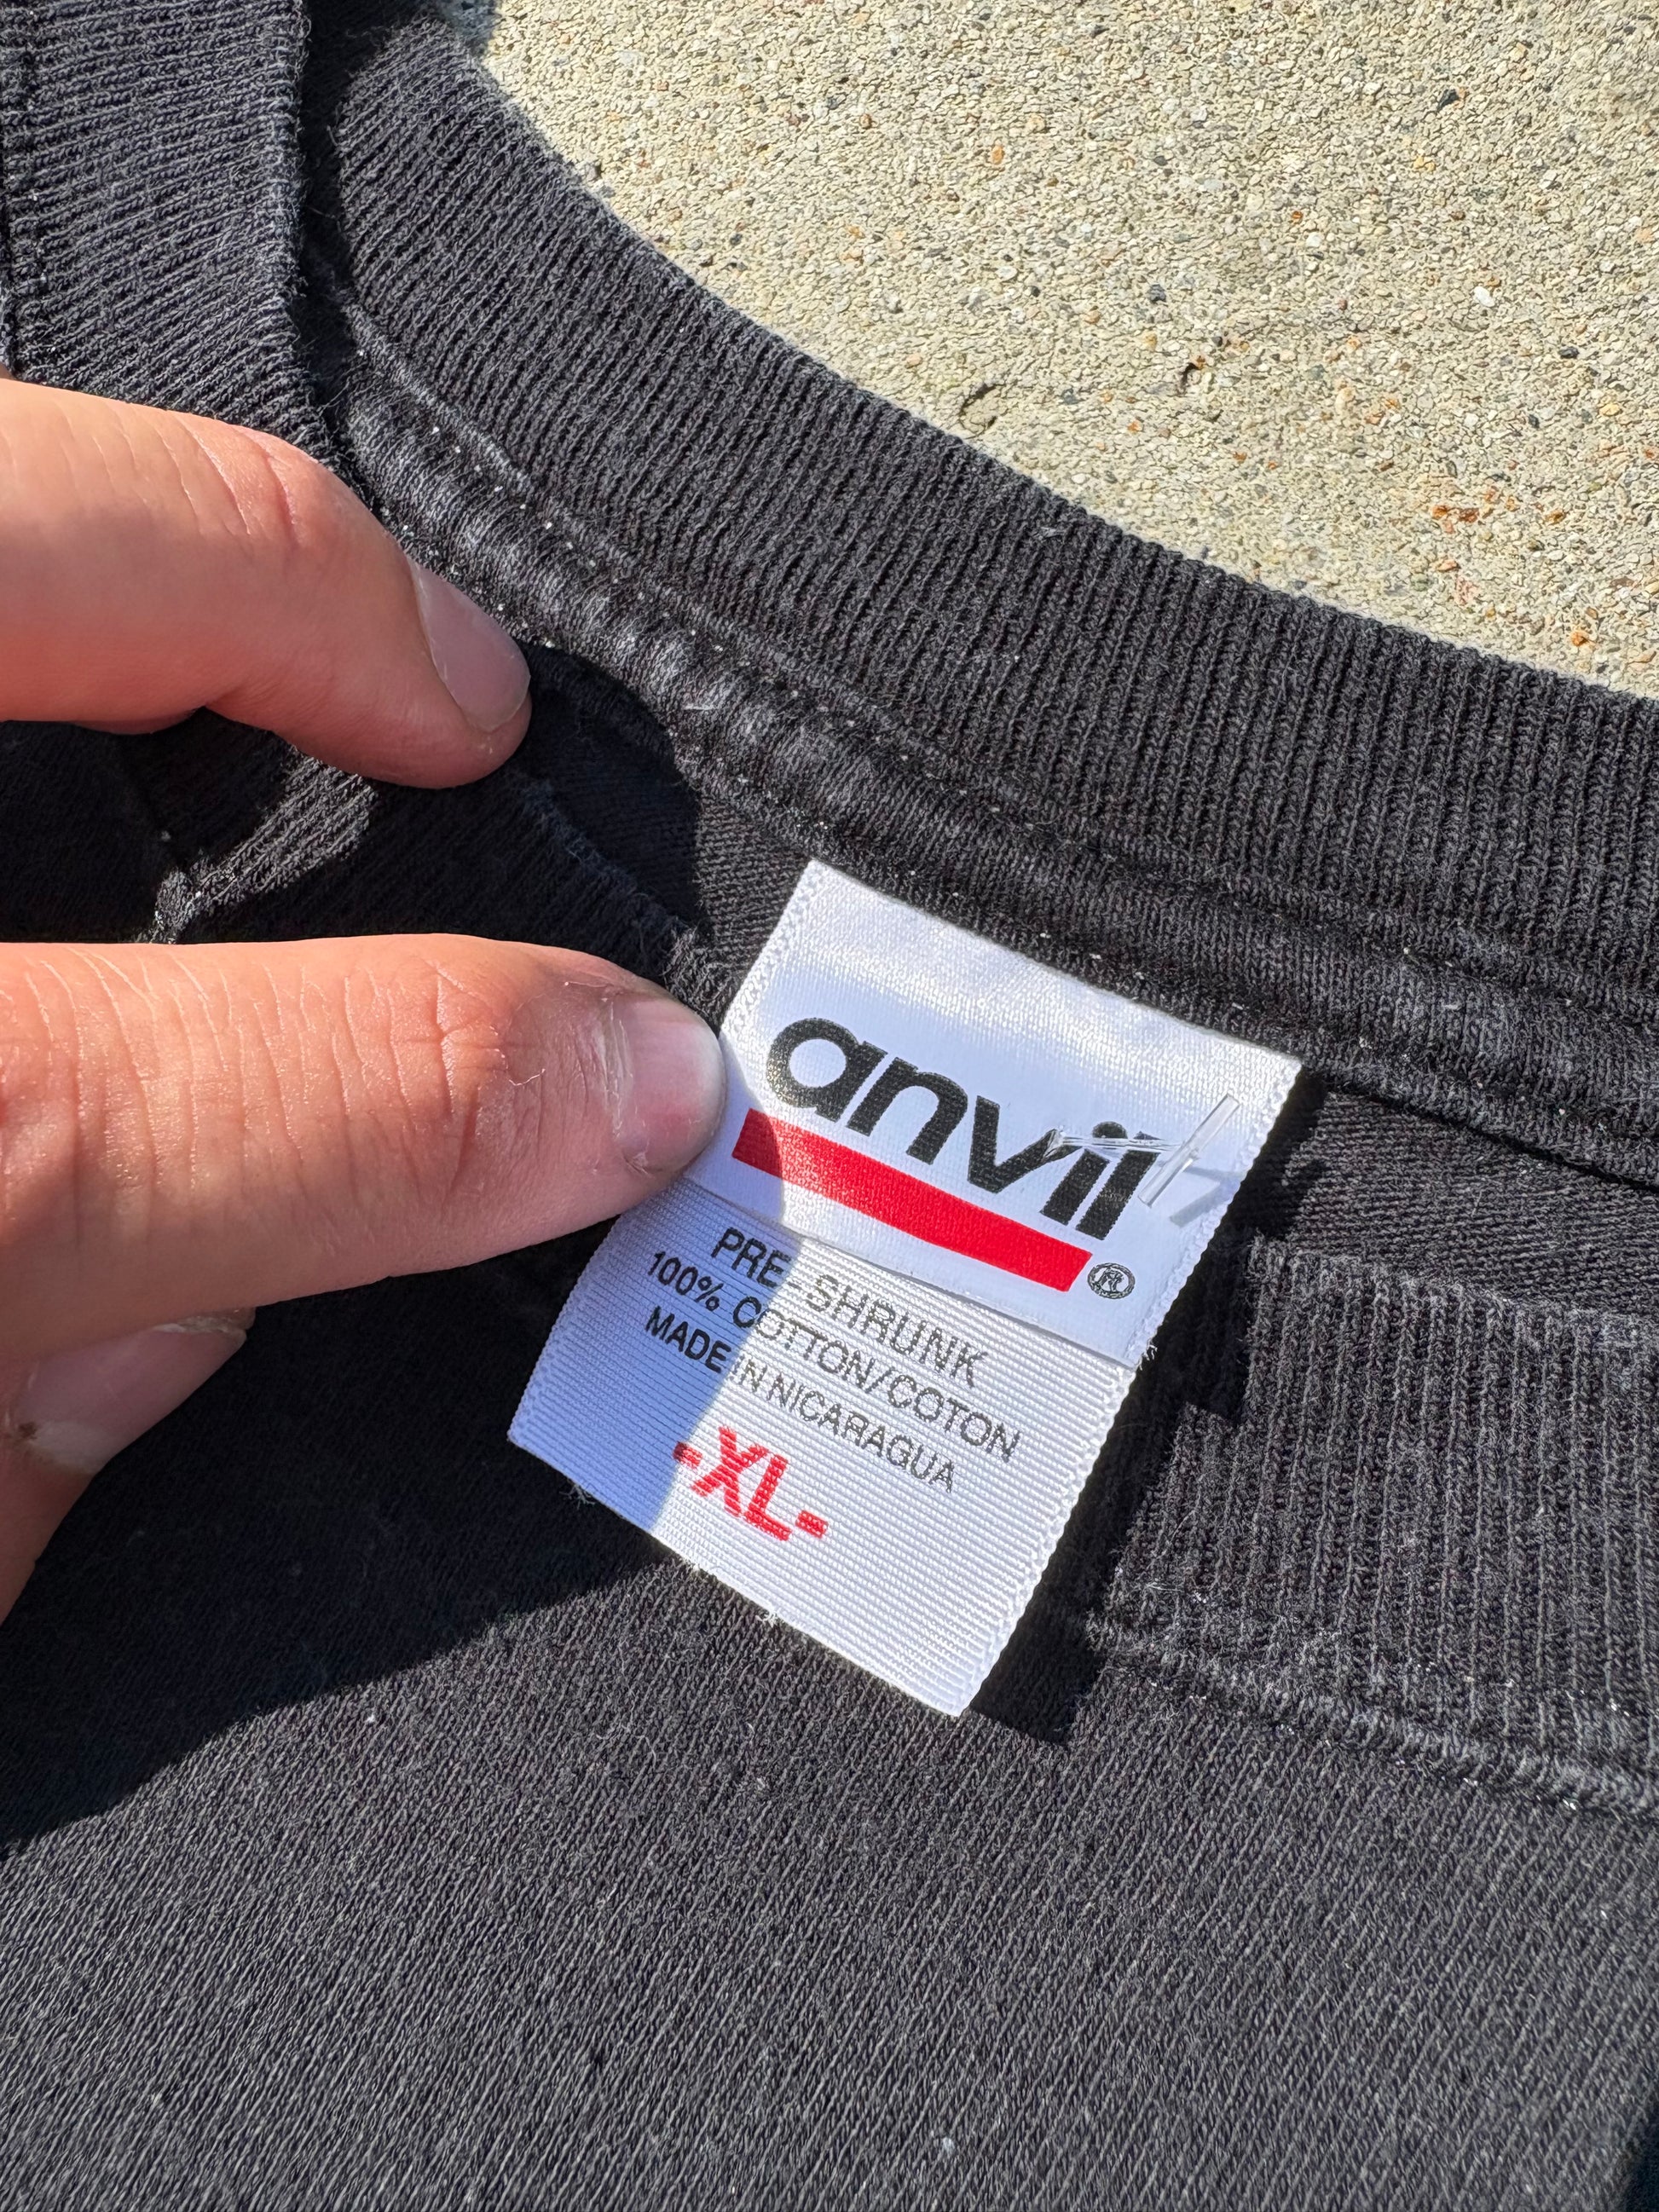 anvil®
PRE-SHRUNK
100% COTTON/COTON
MADE IN NICARAGUA
-XL-